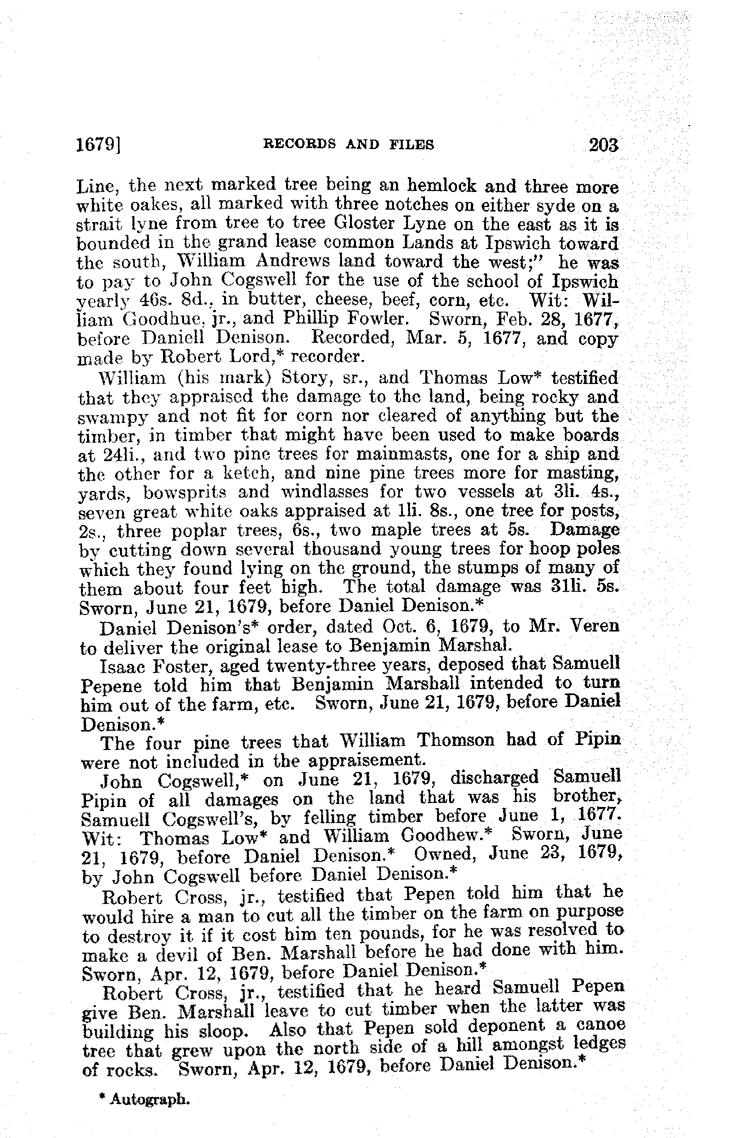 1679] RECORDS AND FILES 203
Line, the next marked tree being an hemlock and three more
white oakes, all marked with three notches on either syde on a
strait lyne from tree to tree Gloster Lyne on the east as it is
bounded in the grand lease common Lands at Ipswich toward
the south, William Andrews land toward the west;" he was
to pay to John Cogswell for the use of the school of Ipswich
yearly 46s. 8d., in butter, cheese, beef, corn, etc. Wit: Wil-
liam Goodhue, jr., and Phillip Fowler. Sworn, Feb. 28, 1677,
before Daniell Denison. Recorded, Mar. 5, 1677, and copy
made by Robert Lord,* recorder.
William (his mark) Story, sr., and Thomas Low* testified
that they appraised the damage to the land, being rocky and
swampy and not fit for corn nor cleared of anything but the
timber, in timber that might have been used to make boards
at 24li., and two pine trees for mainmasts, one for a ship and
the other for a ketch, and nine pine trees more for masting,
yards, bowsprits and windlasses for two vessels at 3li. 4s.,
seven great white oaks appraised at 1li. 8s., one tree for posts,
2s., three poplar trees, 6s., two maple trees at 5s. Damage
by cutting down several thousand young trees for hoop poles
which they found lying on the ground, the stumps of many of
them about four feet high. The total damage was 31li. 5s.
Sworn, June 21, 1679, before Daniel Denison.*
Daniel Denison's* order, dated Oct. 6, 1679, to Mr. Veren
to deliver the original lease to Benjamin Marshal.
Isaac Foster, aged twenty-three years, deposed that Samuell
Pepene told him that Benjamin Marshall intended to turn
him out of the farm, etc. Sworn, June 21, 1679, before Daniel
Denison.*
The four pine trees that William Thomson had of Pipin
were not included in the appraisement.
John Cogswell,* on June 21, 1679, discharged Samuell
Pipin of all damages on the land that was his brother,
Samuell Cogswell's, by felling timber before June 1, 1677.
Wit: Thomas Low* and William Goodhew.* Sworn, June
21, 1679, before Daniel Denison.* Owned, June 23, 1679,
by John Cogswell before Daniel Denison.*
Robert Cross, jr., testified that Pepen told him that he
would hire a man to cut all the timber on the farm on purpose
to destroy it if it cost him ten pounds, for he was resolved to
make a devil of Ben. Marshall before he had done with him.
Sworn, Apr. 12, 1679, before Daniel Denison.*
Robert Cross, jr., testified that he heard Samuell Pepen
give Ben. Marshall leave to cut timber when the latter was
building his sloop. Also that Pepen sold deponent a canoe
tree that grew upon the north side of a hill amongst ledges
of rocks. Sworn, Apr. 12, 1679, before Daniel Denison.*
* Autograph.